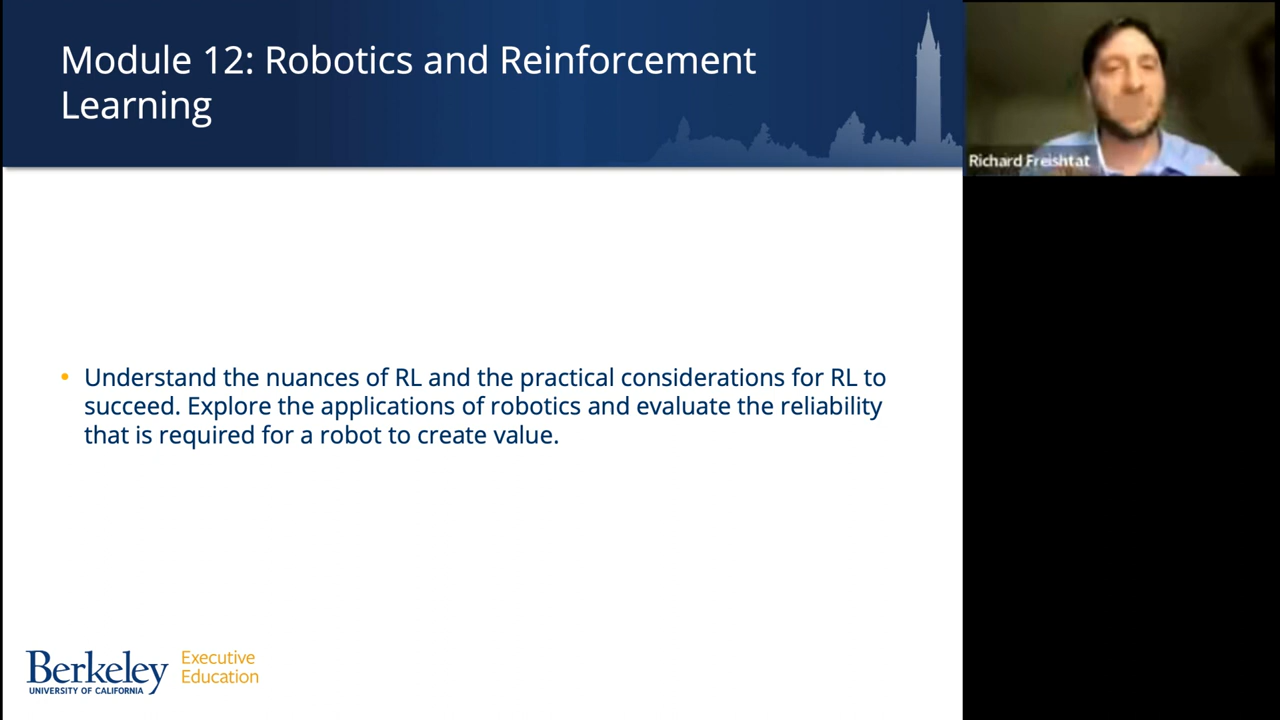 Module 12: Robotics and Reinforcement
Learning
Richard Freishtat
• Understand the nuances of RL and the practical considerations for RL to
succeed. Explore the applications of robotics and evaluate the reliability
that is required for a robot to create value.
Berkeley
UNIVERSITY OF CALIFORNIA
Executive
Education